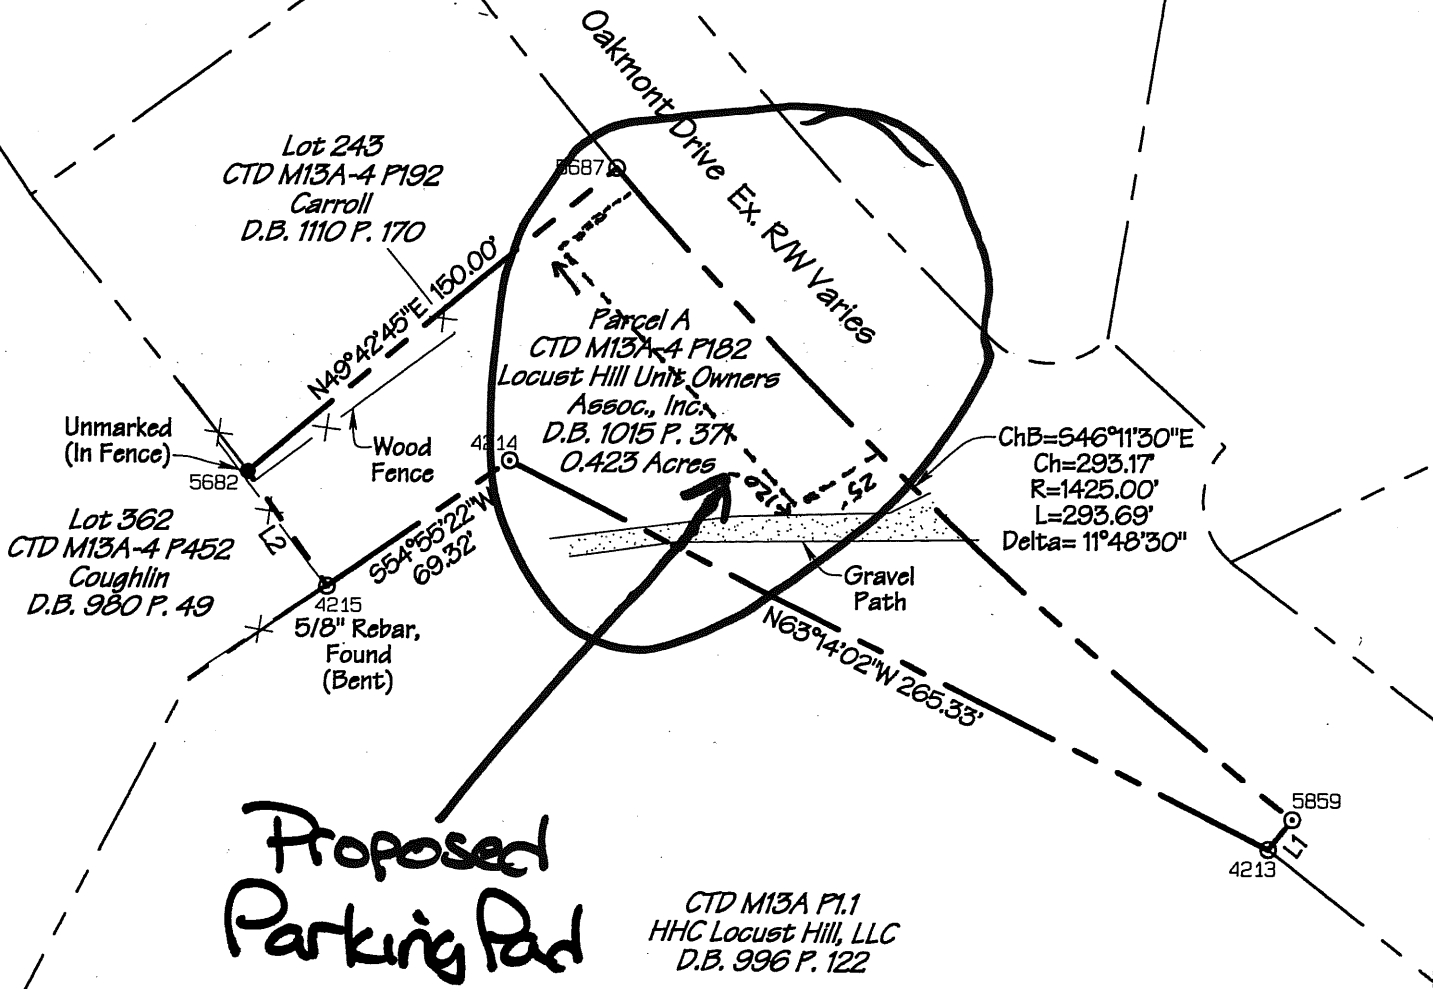 Oakmont Drive Ex. R/W Varies
Lot 243
CTD M13A-4 P192
Carroll
D.B. 1110 P. 170
5687
N49°42'45"E 150.00'
Parcel A
CTD M13A-4 P182
Locust Hill Unit Owners
Assoc., Inc.
D.B. 1015 P. 371
0.423 Acres
Unmarked
(In Fence)
5682
Wood
Fence
4214
120'
25'
ChB=S46°11'30"E
Ch=293.17'
R=1425.00'
L=293.69'
Delta= 11°48'30"
Lot 362
CTD M13A-4 P452
Coughlin
D.B. 980 P. 49
L2
S54°55'22"W
69.32'
4215
5/8" Rebar,
Found
(Bent)
Gravel
Path
N63°14'02"W 265.33'
5859
L1
4213
Proposed
Parking Pad
CTD M13A P1.1
HHC Locust Hill, LLC
D.B. 996 P. 122